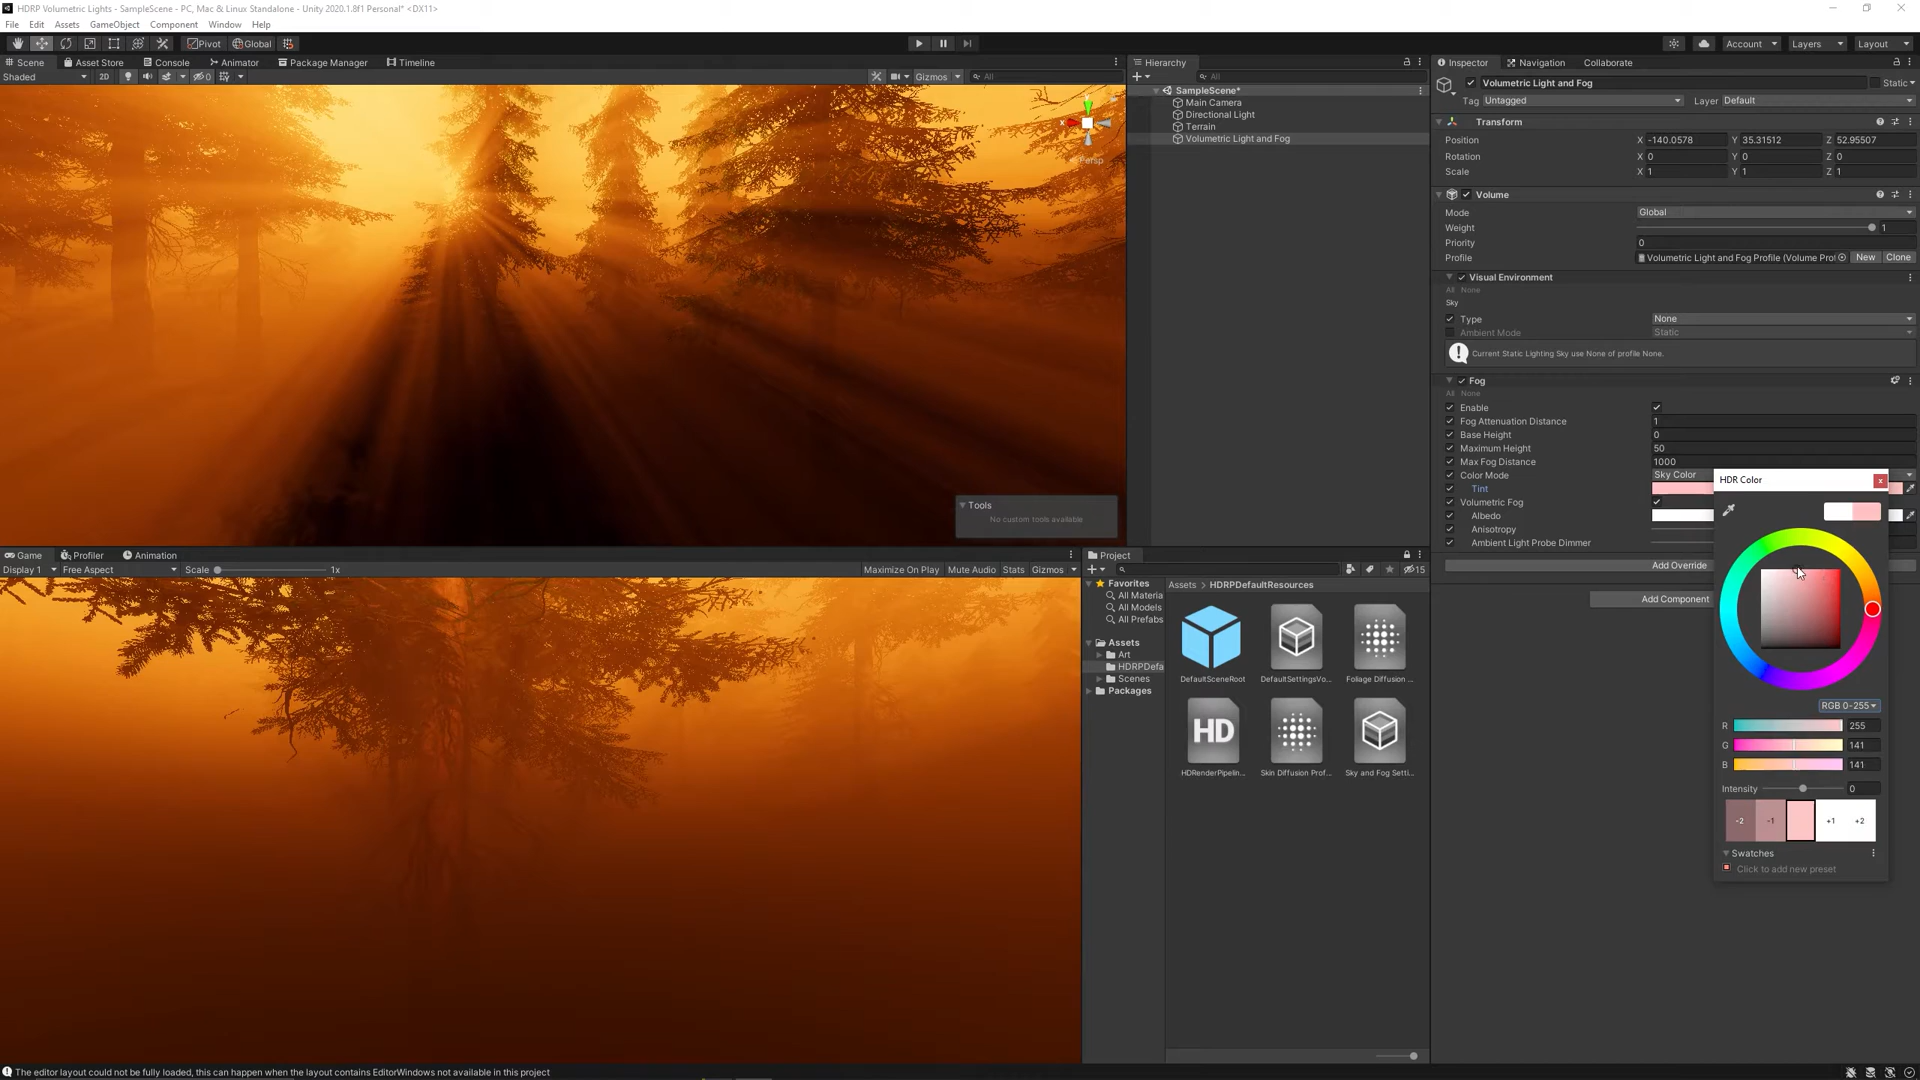 HDRP Volumetric Lights - SampleScene - PC, Mac & Linux Standalone - Unity 2020.1.8f1 Personal* <DX11>
File Edit Assets GameObject Component Window Help
Pivot Global Account Layers Layout
Scene Asset Store Console Animator Package Manager Timeline
Shaded 2D 0 Gizmos All
Persp
Tools
No custom tools available
Hierarchy
All
SampleScene*
Main Camera
Directional Light
Terrain
Volumetric Light and Fog
Inspector Navigation Collaborate
Volumetric Light and Fog Static
Tag Untagged Layer Default
Transform
Position X -140.0578 Y 35.31512 Z 52.95507
Rotation X 0 Y 0 Z 0
Scale X 1 Y 1 Z 1
Volume
Mode Global
Weight 1
Priority 0
Profile Volumetric Light and Fog Profile (Volume Pro New Clone
Visual Environment
All None
Sky
Type None
Ambient Mode Static
Current Static Lighting Sky use None of profile None.
Fog
All None
Enable
Fog Attenuation Distance 1
Base Height 0
Maximum Height 50
Max Fog Distance 1000
Color Mode Sky Color
Tint
Volumetric Fog
Albedo
Anisotropy
Ambient Light Probe Dimmer
Add Override
Add Component
HDR Color
RGB 0-255
R 255
G 141
B 141
Intensity 0
-2 -1 +1 +2
Swatches
Click to add new preset
Game Profiler Animation
Display 1 Free Aspect Scale 1x Maximize On Play Mute Audio Stats Gizmos
Project
15
Favorites
All Materia
All Models
All Prefabs
Assets
Art
HDRPDefa
Scenes
Packages
Assets > HDRPDefaultResources
DefaultSceneRoot DefaultSettingsVo... Foliage Diffusion ...
HD
HDRenderPipelin... Skin Diffusion Prof... Sky and Fog Setti...
The editor layout could not be fully loaded, this can happen when the layout contains EditorWindows not available in this project